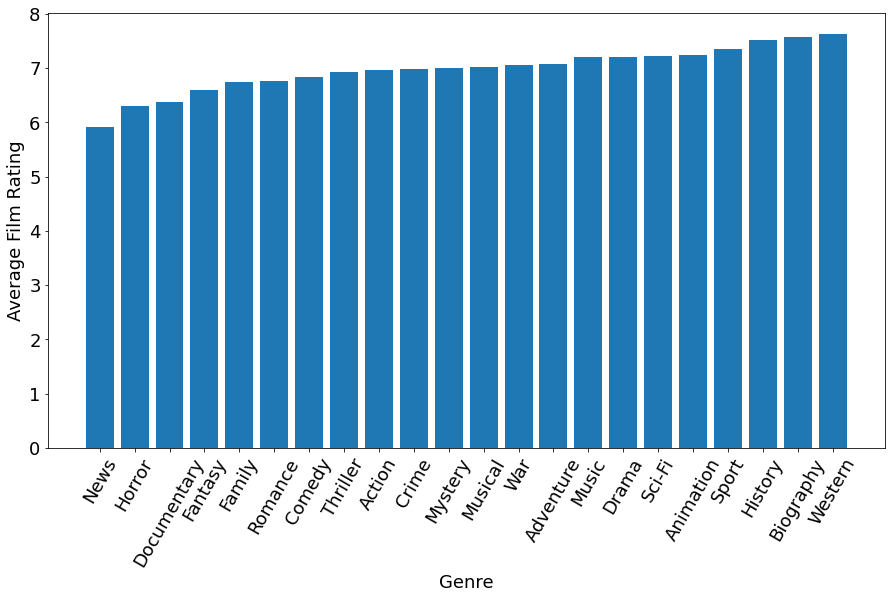 Average Film Rating
8
7
6
5
4
3
2
1
0
News
Horror
Documentary
Fantasy
Family
Romance
Comedy
Thriller
Action
Crime
Mystery
Musical
War
Adventure
Music
Drama
Sci-Fi
Animation
Sport
History
Biography
Western
Genre